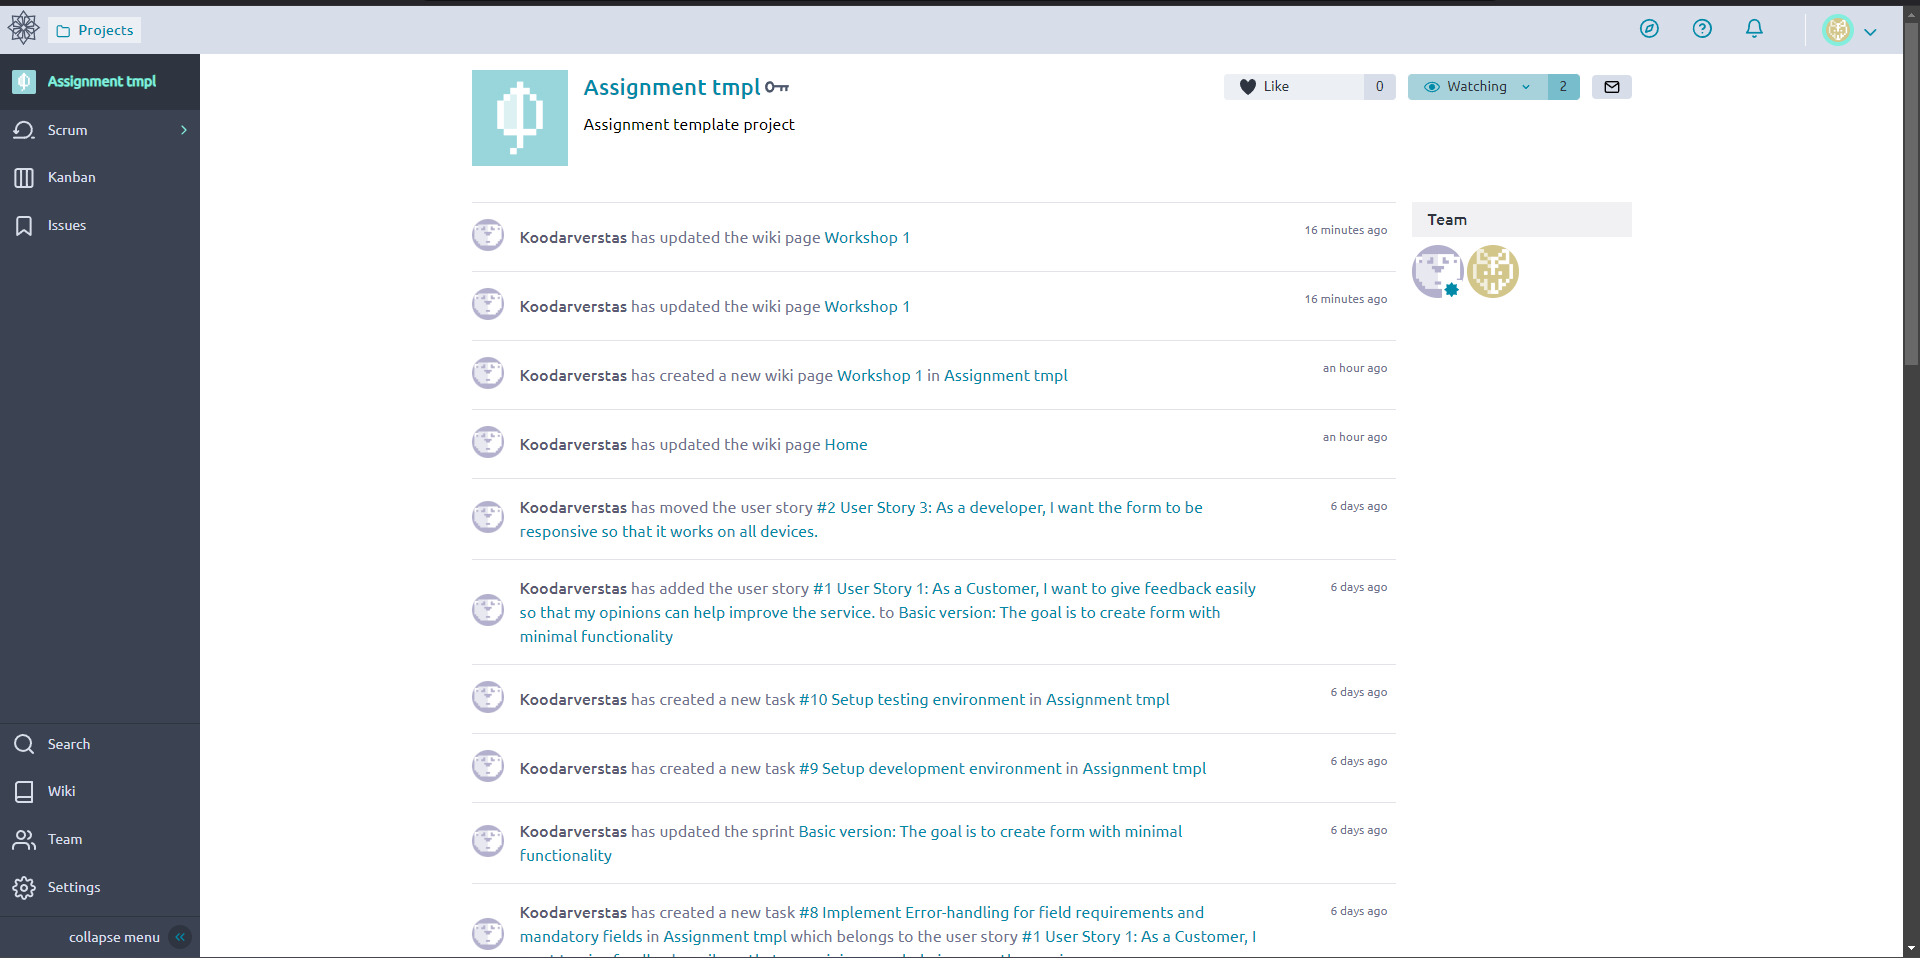 Projects
Assignment tmpl
Scrum
Kanban
Issues
Search
Wiki
Team
Settings
collapse menu
Assignment tmpl
Assignment template project
Like 0
Watching 2
Koodarverstas has updated the wiki page Workshop 1
16 minutes ago
Koodarverstas has updated the wiki page Workshop 1
16 minutes ago
Koodarverstas has created a new wiki page Workshop 1 in Assignment tmpl
an hour ago
Koodarverstas has updated the wiki page Home
an hour ago
Koodarverstas has moved the user story #2 User Story 3: As a developer, I want the form to be
responsive so that it works on all devices.
6 days ago
Koodarverstas has added the user story #1 User Story 1: As a Customer, I want to give feedback easily
so that my opinions can help improve the service. to Basic version: The goal is to create form with
minimal functionality
6 days ago
Koodarverstas has created a new task #10 Setup testing environment in Assignment tmpl
6 days ago
Koodarverstas has created a new task #9 Setup development environment in Assignment tmpl
6 days ago
Koodarverstas has updated the sprint Basic version: The goal is to create form with minimal
functionality
6 days ago
Koodarverstas has created a new task #8 Implement Error-handling for field requirements and
mandatory fields in Assignment tmpl which belongs to the user story #1 User Story 1: As a Customer, I
6 days ago
Team